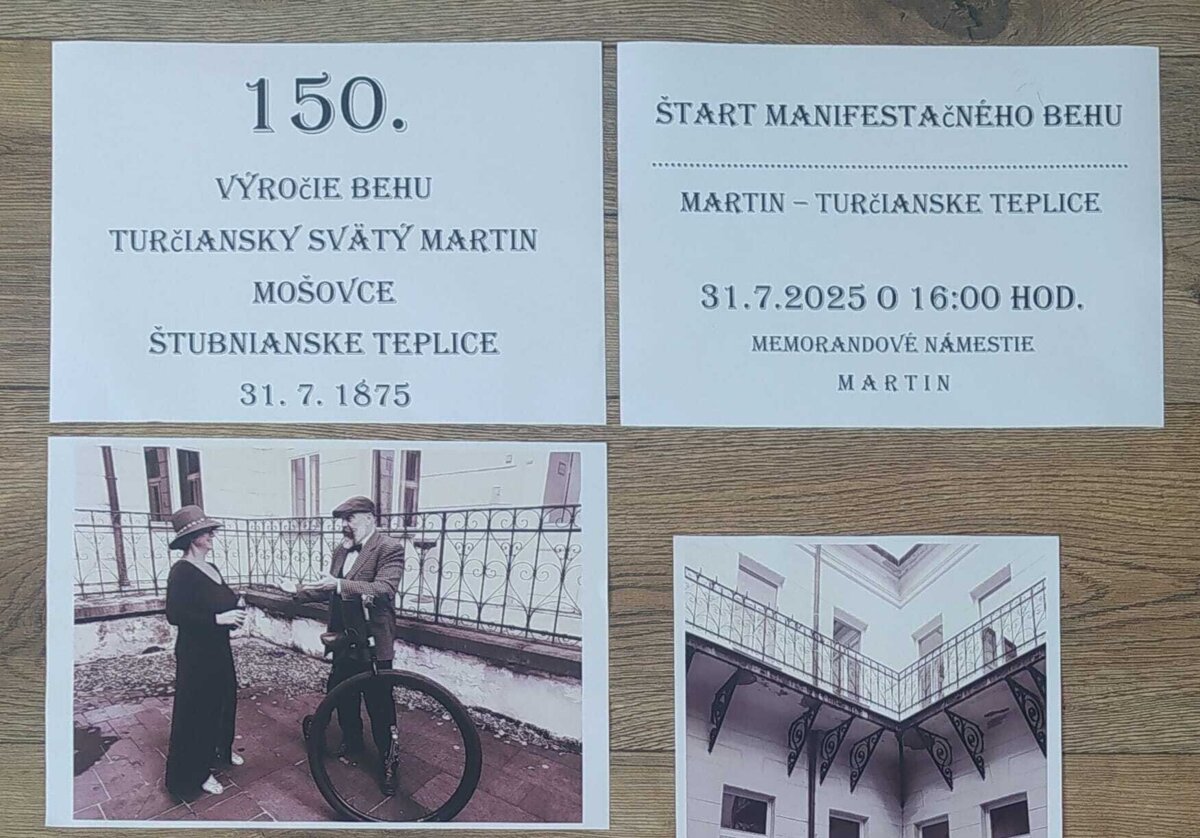 150.
VÝROčIE BEHU
TURčIANSKY SVÄTÝ MARTIN
MOŠOVCE
ŠTUBNIANSKE TEPLICE
31. 7. 1875
ŠTART MANIFESTAčNÉHO BEHU
MARTIN – TURčIANSKE TEPLICE
31.7.2025 O 16:00 HOD.
MEMORANDOVÉ NÁMESTIE
MARTIN